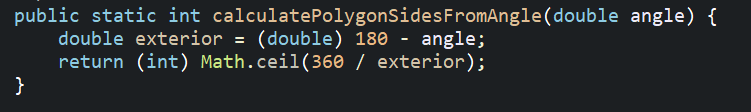 public static int calculatePolygonSidesFromAngle(double angle) {
    double exterior = (double) 180 - angle;
    return (int) Math.ceil(360 / exterior);
}